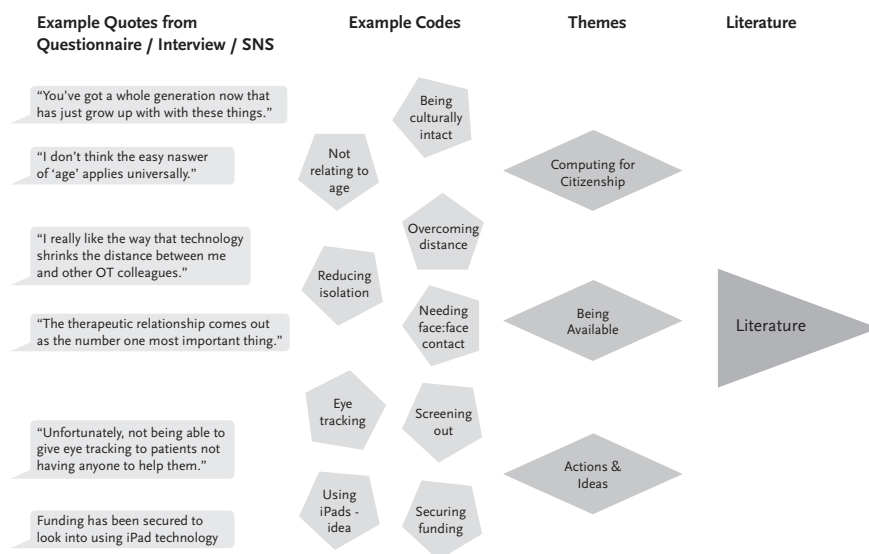 Example Quotes from
Questionnaire / Interview / SNS
Example Codes
Themes
Literature
“You’ve got a whole generation now that
has just grow up with with these things.”
“I don’t think the easy naswer
of ‘age’ applies universally.”
“I really like the way that technology
shrinks the distance between me
and other OT colleagues.”
“The therapeutic relationship comes out
as the number one most important thing.”
“Unfortunately, not being able to
give eye tracking to patients not
having anyone to help them.”
Funding has been secured to
look into using iPad technology
Being
culturally
intact
Not
relating to
age
Overcoming
distance
Reducing
isolation
Needing
face:face
contact
Eye
tracking
Screening
out
Using
iPads -
idea
Securing
funding
Computing for
Citizenship
Being
Available
Actions &
Ideas
Literature